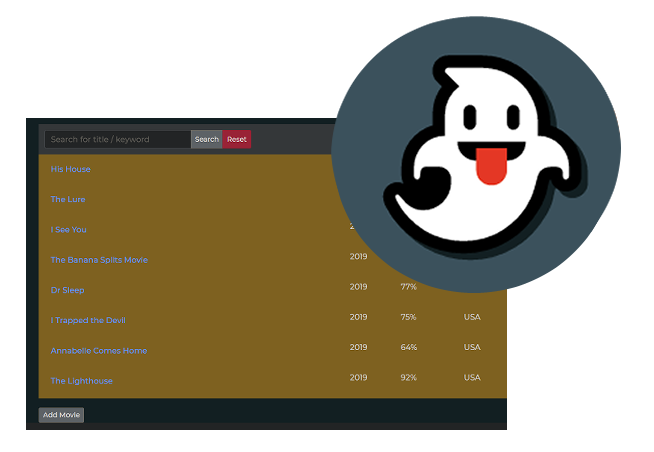 Search for title / keyword Search Reset
His House
The Lure
I See You
The Banana Splits Movie 2019
Dr Sleep 2019 77%
I Trapped the Devil 2019 75% USA
Annabelle Comes Home 2019 64% USA
The Lighthouse 2019 92% USA
Add Movie